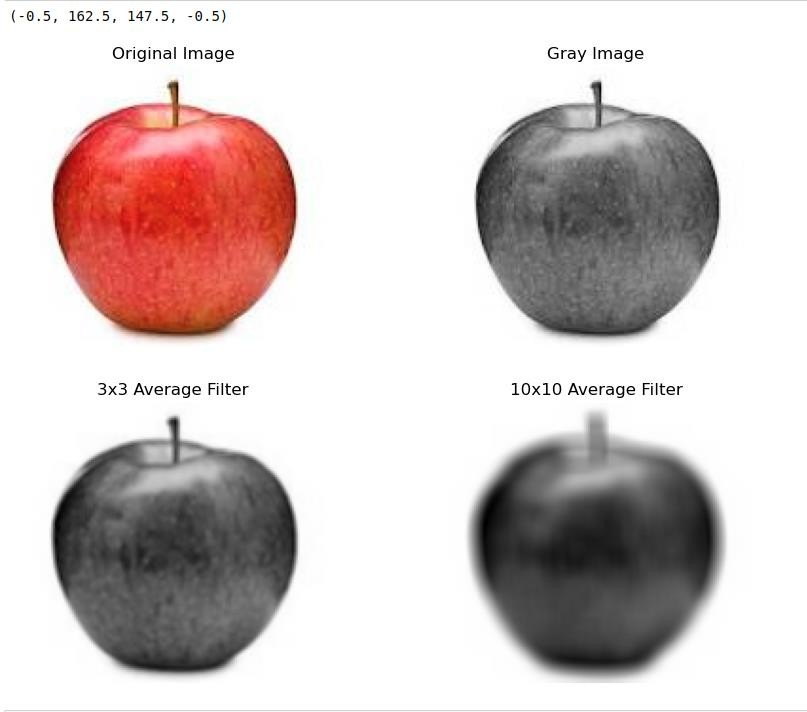 (-0.5, 162.5, 147.5, -0.5)
Original Image
Gray Image
3x3 Average Filter
10x10 Average Filter